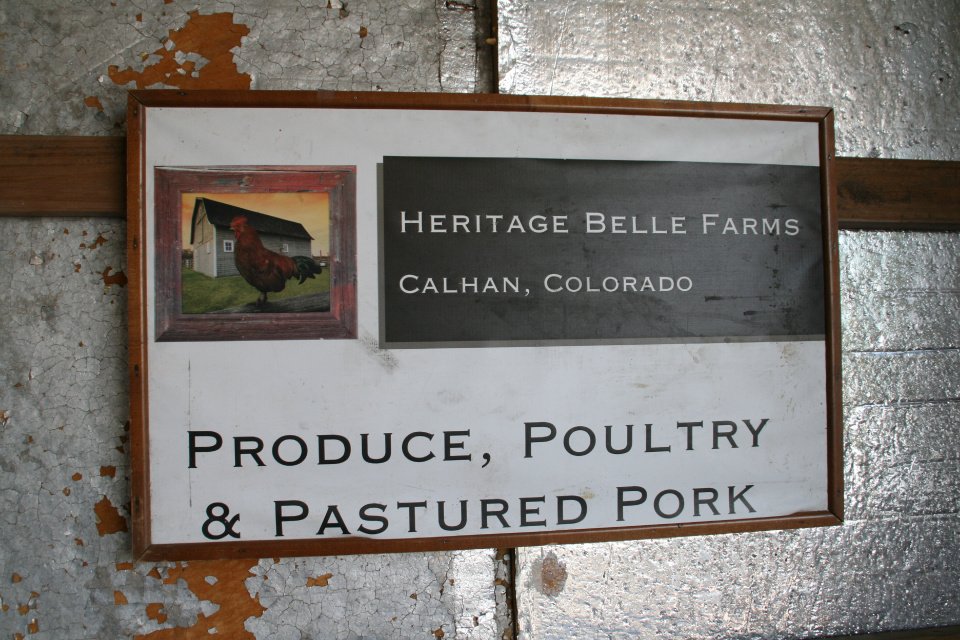 Heritage Belle Farms
Calhan, Colorado
Produce, Poultry
& Pastured Pork